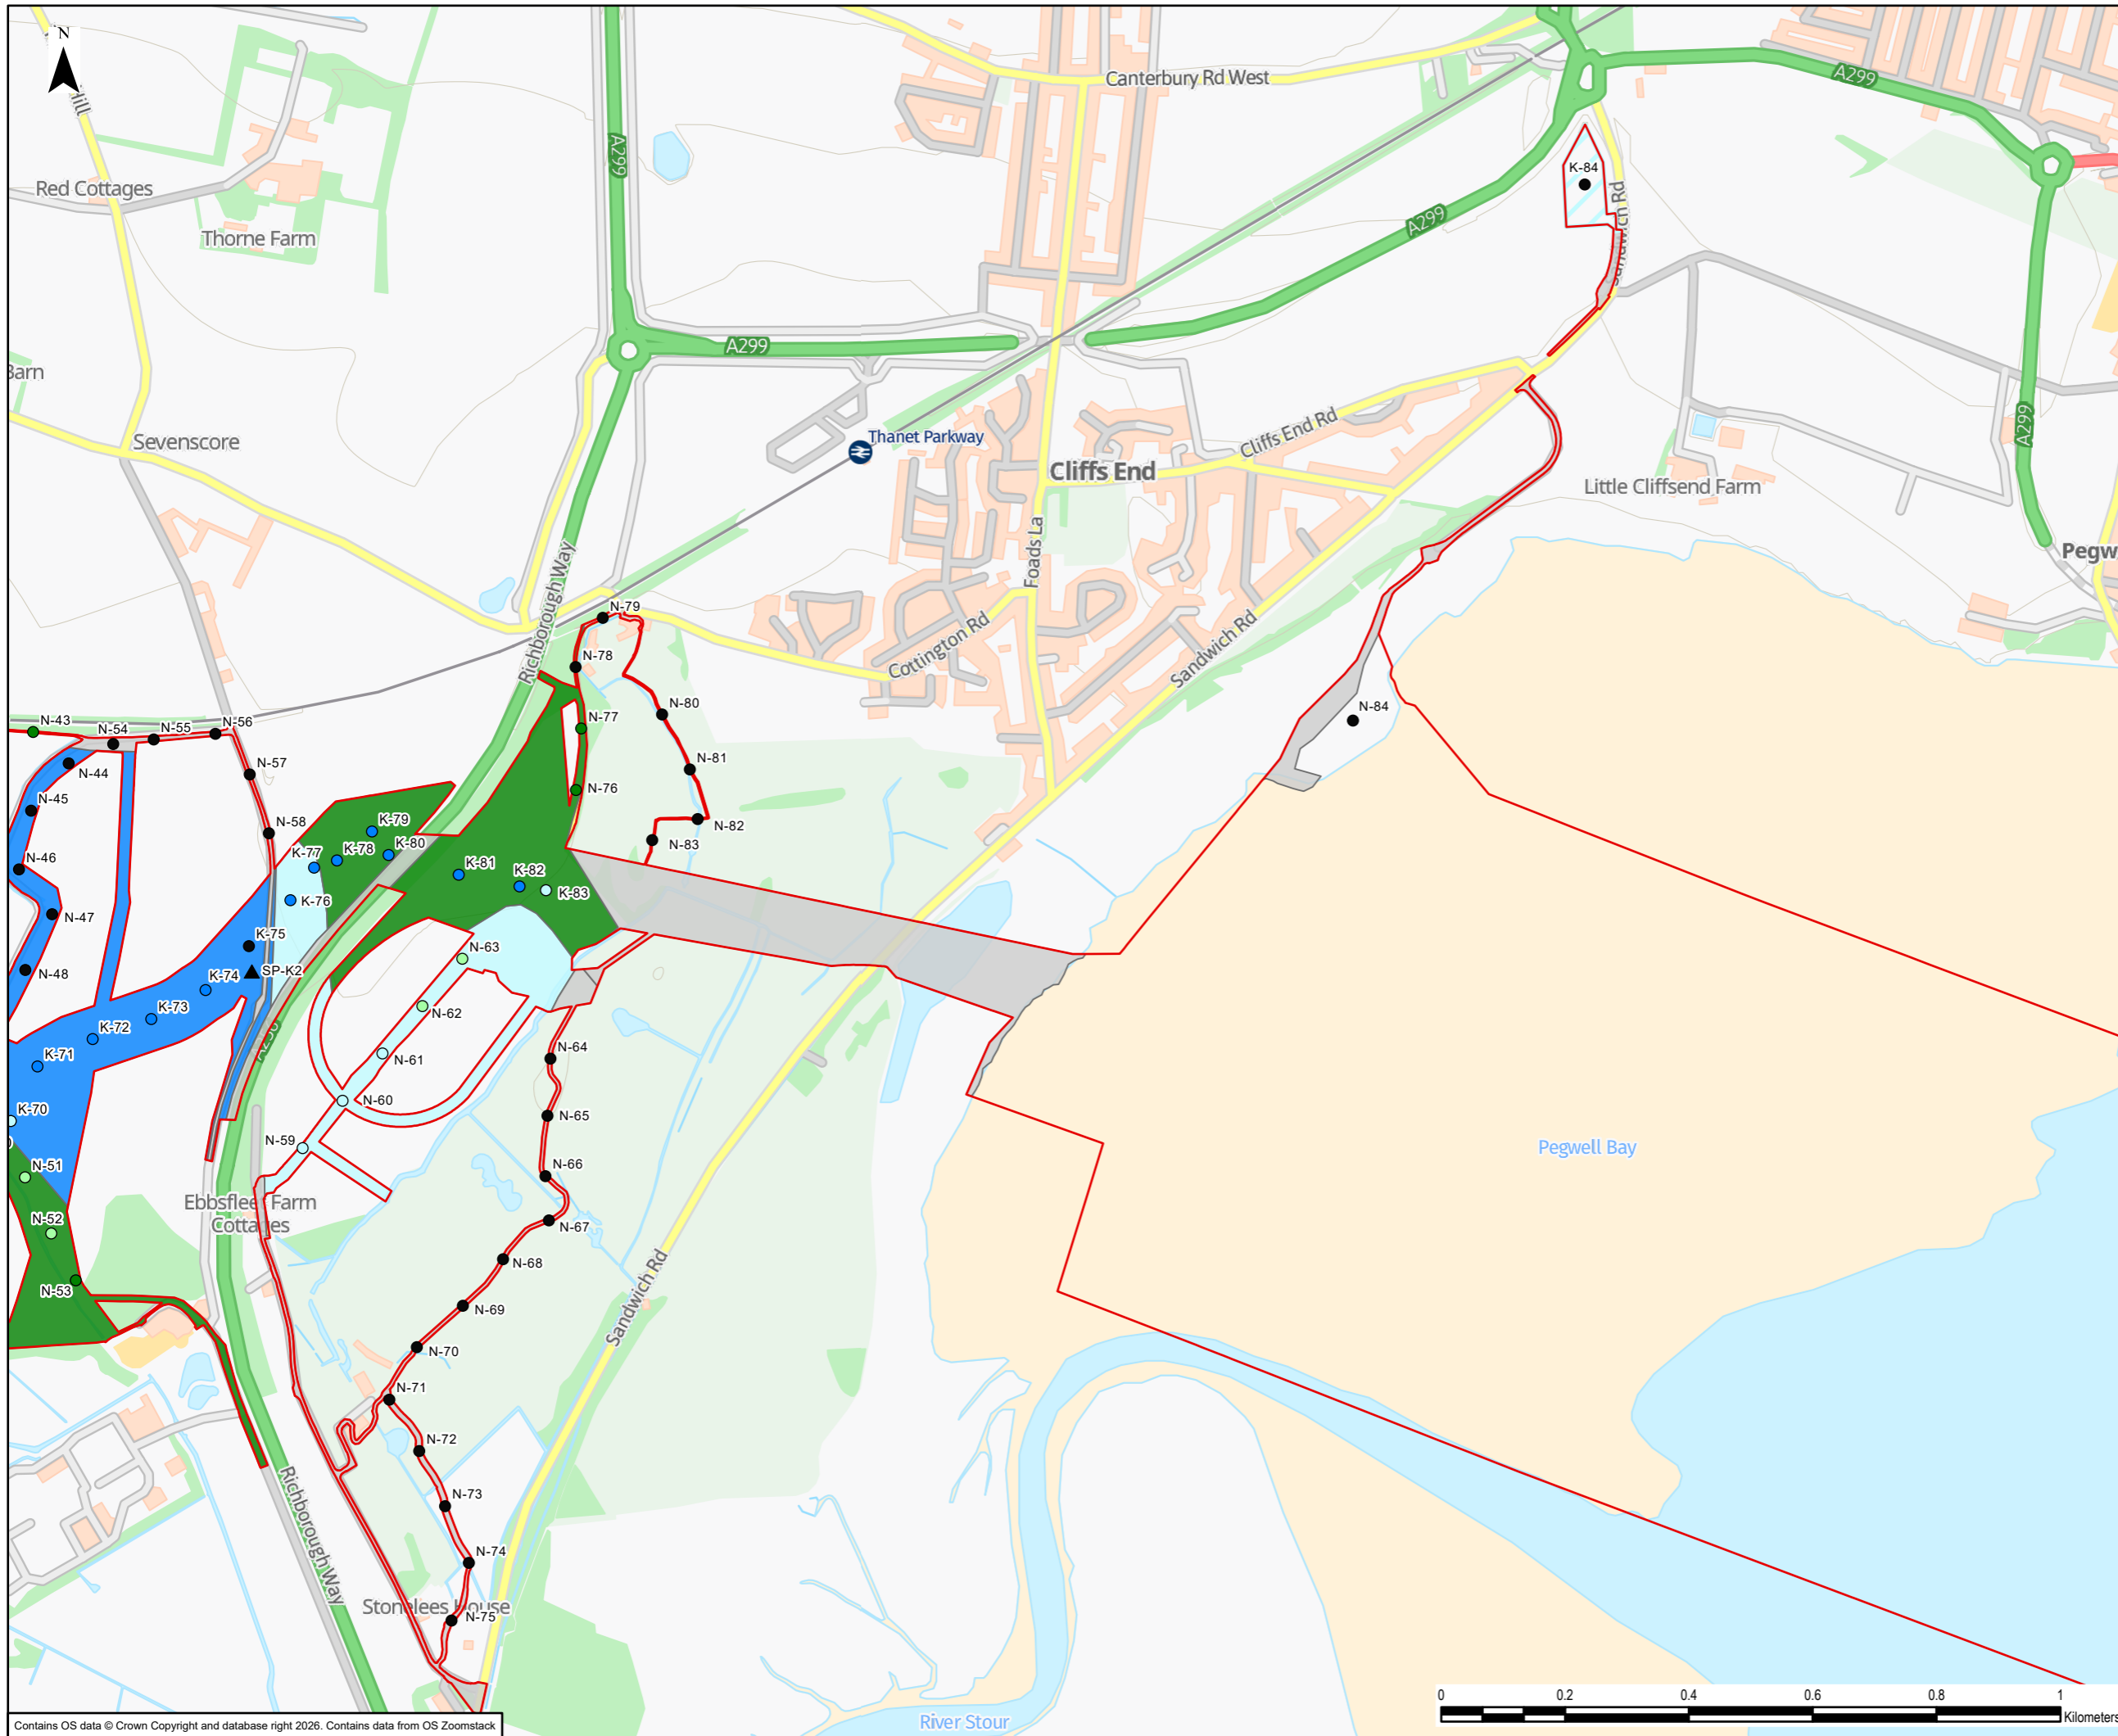 N
Hill
Canterbury Rd West
A299
A299
K-84
Red Cottages
Sandwich Rd
Thorne Farm
A299
A299
Barn
Sevenscore
Thanet Parkway
Cliffs End Rd
Cliffs End
A299
Little Cliffsend Farm
Foads La
Pegw
Richborough Way
N-79
Cottington Rd
Sandwich Rd
N-78
N-80
N-84
N-43
N-54
N-55
N-56
N-77
N-44
N-57
N-81
N-45
N-76
N-58
K-79
N-82
N-46
K-77
K-78
K-80
N-83
K-81
K-82
K-83
K-76
N-47
K-75
N-63
N-48
K-74
SP-K2
K-73
N-62
K-72
K-71
N-61
N-64
K-70
N-60
N-65
N-59
Pegwell Bay
N-51
N-66
Ebbsfleet Farm
Cottages
N-52
N-67
N-68
N-53
N-69
Sandwich Rd
N-70
N-71
N-72
Richborough Way
N-73
N-74
Stonelees House
N-75
River Stour
0 0.2 0.4 0.6 0.8 1
Kilometers
Contains OS data © Crown Copyright and database right 2026. Contains data from OS Zoomstack